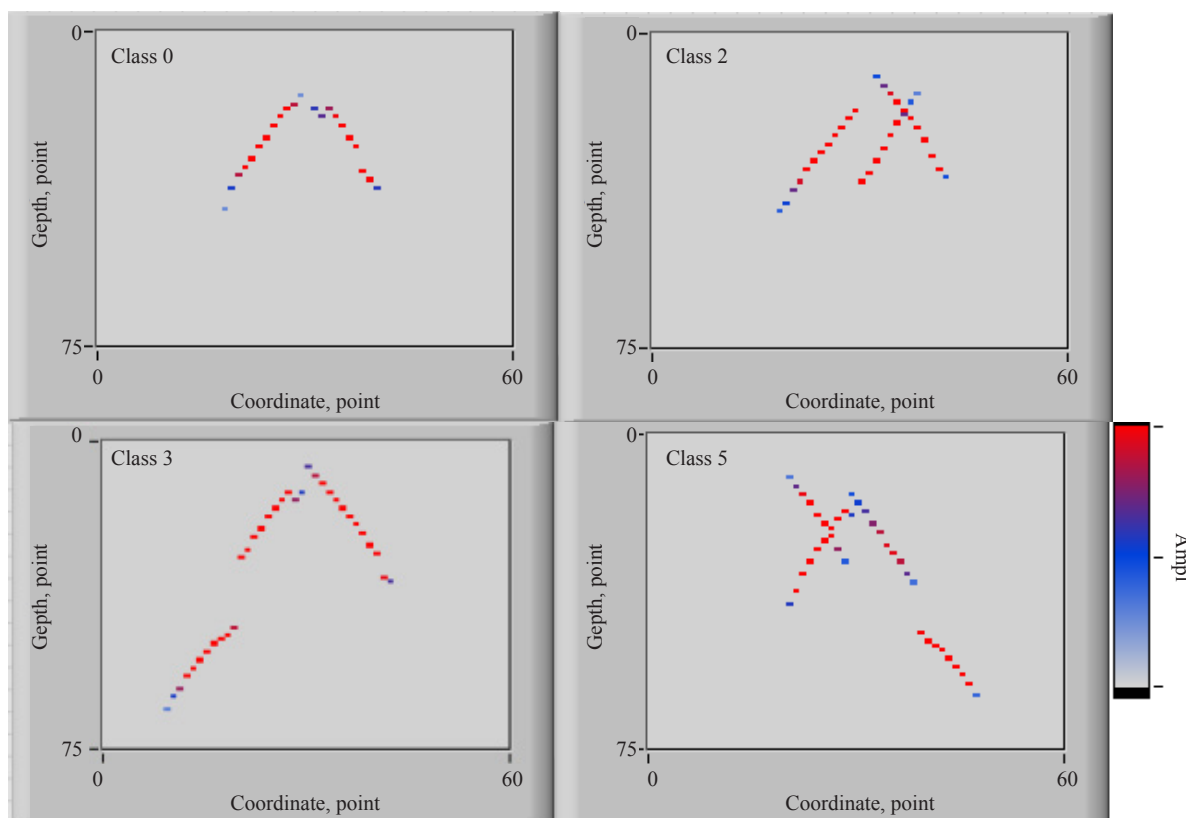 0
Class 0
Gepth, point
75
0
60
Coordinate, point
0
Class 2
Gepth, point
75
0
60
Coordinate, point
0
Class 3
Gepth, point
75
0
60
Coordinate, point
0
Class 5
Gepth, point
75
0
60
Coordinate, point
Ampl